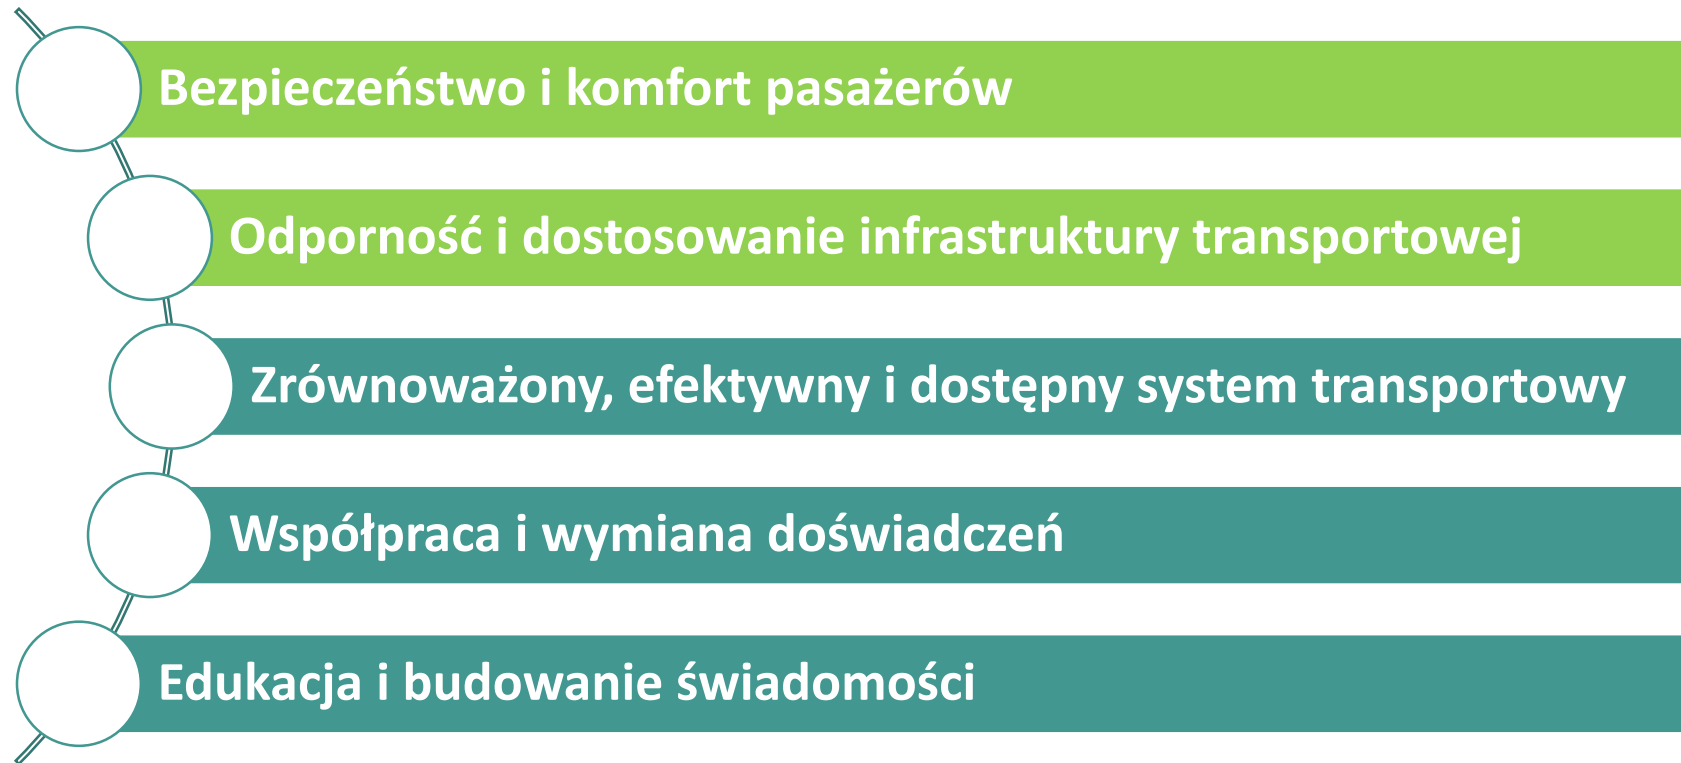 Bezpieczeństwo i komfort pasażerów
Odporność i dostosowanie infrastruktury transportowej
Zrównoważony, efektywny i dostępny system transportowy
Współpraca i wymiana doświadczeń
Edukacja i budowanie świadomości